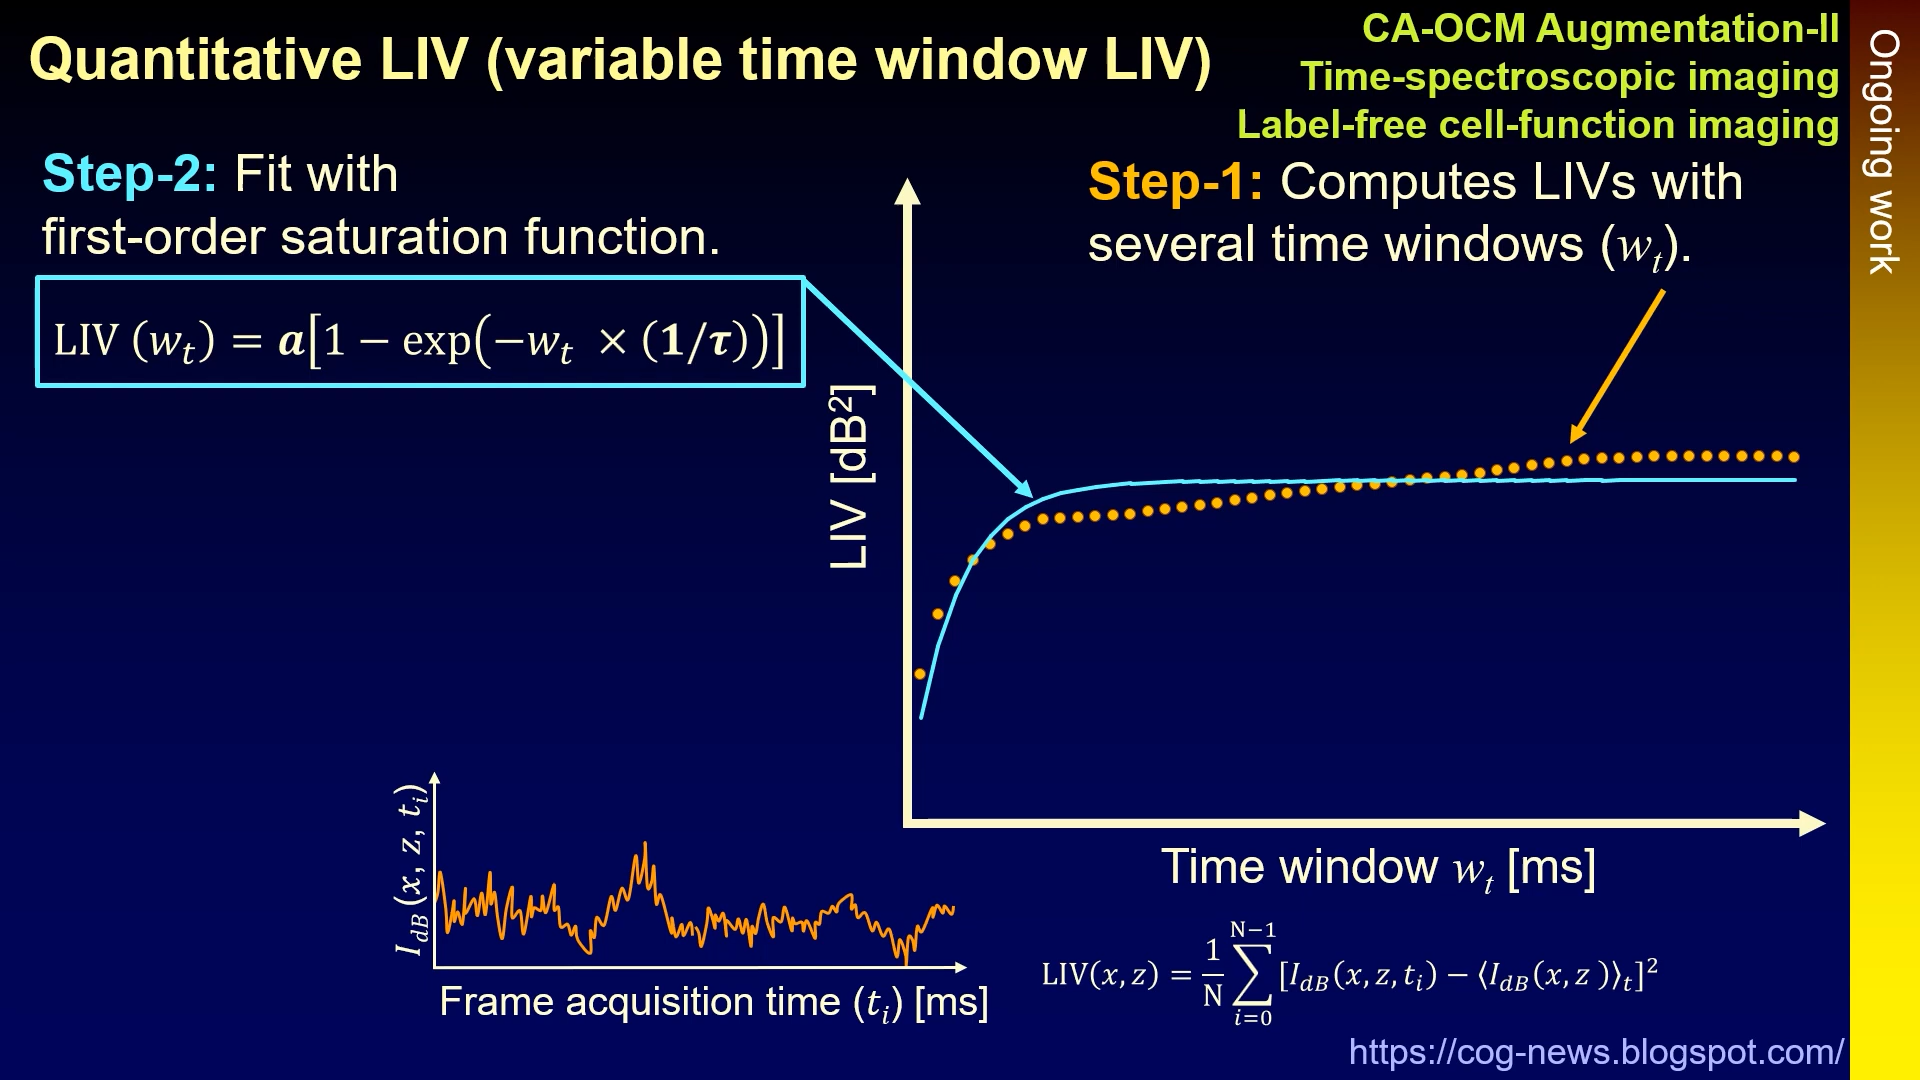 Quantitative LIV (variable time window LIV)
CA-OCM Augmentation-II
Time-spectroscopic imaging
Label-free cell-function imaging
Ongoing work
Step-2: Fit with
first-order saturation function.
LIV (w_t) = a[1 − exp(−w_t × (1/τ))]
Step-1: Computes LIVs with
several time windows (w_t).
LIV [dB²]
Time window w_t [ms]
I_dB(x, z, t_i)
Frame acquisition time (t_i) [ms]
LIV(x, z) = 1/N ∑_{i=0}^{N−1} [I_dB(x, z, t_i) − ⟨I_dB(x, z )⟩_t]²
https://cog-news.blogspot.com/